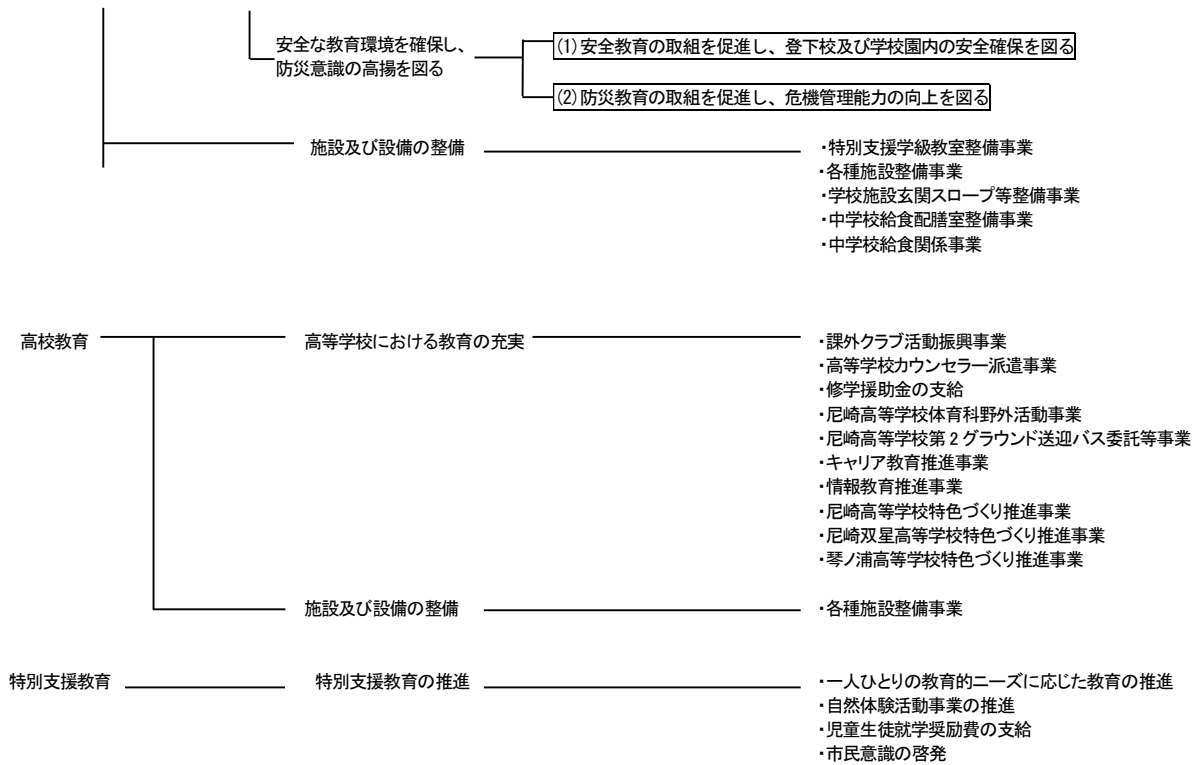 安全な教育環境を確保し、
防災意識の高揚を図る
(1)安全教育の取組を促進し、登下校及び学校園内の安全確保を図る
(2)防災教育の取組を促進し、危機管理能力の向上を図る
施設及び設備の整備
・特別支援学級教室整備事業
・各種施設整備事業
・学校施設玄関スロープ等整備事業
・中学校給食配膳室整備事業
・中学校給食関係事業
高校教育
高等学校における教育の充実
・課外クラブ活動振興事業
・高等学校カウンセラー派遣事業
・修学援助金の支給
・尼崎高等学校体育科野外活動事業
・尼崎高等学校第2グラウンド送迎バス委託等事業
・キャリア教育推進事業
・情報教育推進事業
・尼崎高等学校特色づくり推進事業
・尼崎双星高等学校特色づくり推進事業
・琴ノ浦高等学校特色づくり推進事業
施設及び設備の整備
・各種施設整備事業
特別支援教育
特別支援教育の推進
・一人ひとりの教育的ニーズに応じた教育の推進
・自然体験活動事業の推進
・児童生徒就学奨励費の支給
・市民意識の啓発